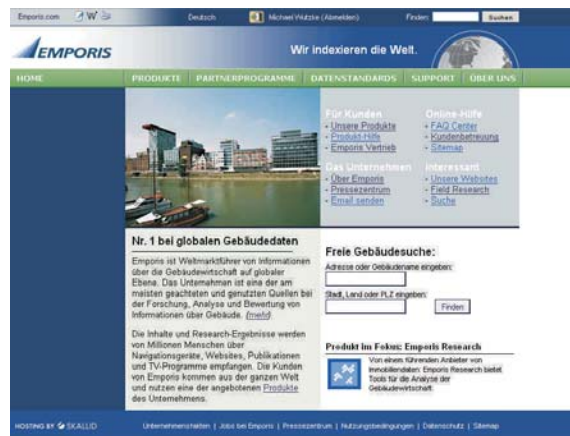 Emporis.com
Deutsch
Michael Wutzke (Abmelden)
Finden:
Suchen
EMPORIS
Wir indexieren die Welt.
HOME
PRODUKTE
PARTNERPROGRAMME
DATENSTANDARDS
SUPPORT
ÜBER UNS
Für Kunden
- Unsere Produkte
- Produkt-Hilfe
- Emporis Vertrieb
Das Unternehmen
- Über Emporis
- Pressezentrum
- Email senden
Online-Hilfe
- FAQ Center
- Kundenbetreuung
- Sitemap
Interessant
- Unsere Websites
- Field Research
- Suche
Nr. 1 bei globalen Gebäudedaten
Emporis ist Weltmarktführer von Informationen
über die Gebäudewirtschaft auf globaler
Ebene. Das Unternehmen ist eine der am
meisten geachteten und genutzten Quellen bei
der Forschung, Analyse und Bewertung von
Informationen über Gebäude. (mehr)
Die Inhalte und Research-Ergebnisse werden
von Millionen Menschen über
Navigationsgeräte, Websites, Publikationen
und TV-Programme empfangen. Die Kunden
von Emporis kommen aus der ganzen Welt
und nutzen eine der angebotenen Produkte
des Unternehmens.
Freie Gebäudesuche:
Adresse oder Gebäudename eingeben:
Stadt, Land oder PLZ eingeben:
Finden
Produkt im Fokus: Emporis Research
Von einem führenden Anbieter von
Immobiliendaten: Emporis Research bietet
Tools für die Analyse der
Gebäudewirtschaft.
HOSTING BY SKALLID
Unternehmensfakten | Jobs bei Emporis | Pressezentrum | Nutzungsbedingungen | Datenschutz | Sitemap